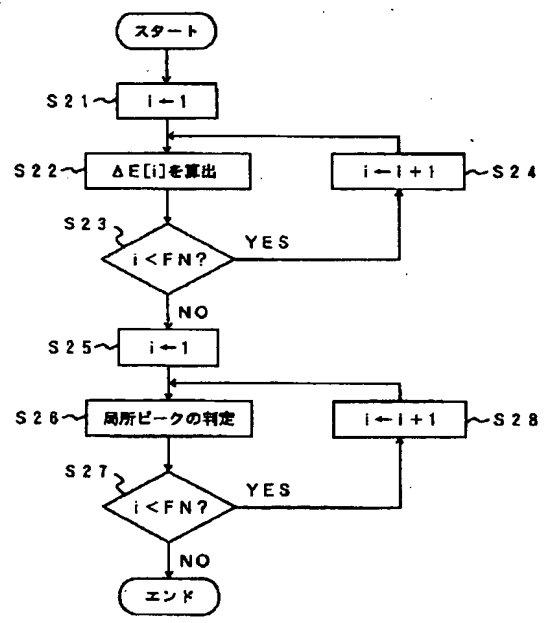 スタート
S21
i←1
S22
ΔE[i]を算出
i←i+1
S24
S23
i<FN?
YES
NO
S25
i←1
S26
局所ピークの判定
i←i+1
S28
S27
i<FN?
YES
NO
エンド